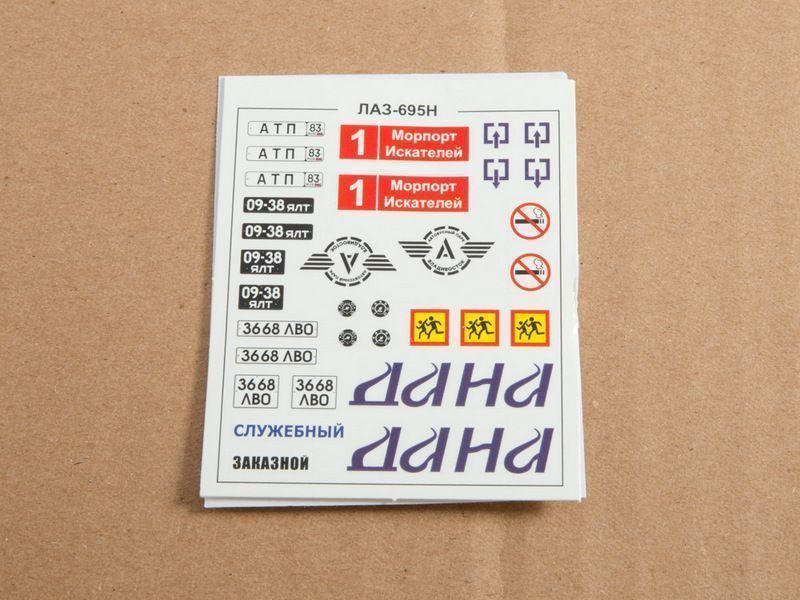 ЛАЗ-695Н
АТП 83
АТП 83
АТП 83
1 Морпорт
Искателей
1 Морпорт
Искателей
09-38 ЯЛТ
09-38 ЯЛТ
09-38
ЯЛТ
09-38
ЯЛТ
А
ВЛАДИВОСТОК
А
ВЛАДИВОСТОК
3668 ЛВО
3668 ЛВО
3668
ЛВО
3668
ЛВО
ДАНА
ДАНА
СЛУЖЕБНЫЙ
ЗАКАЗНОЙ